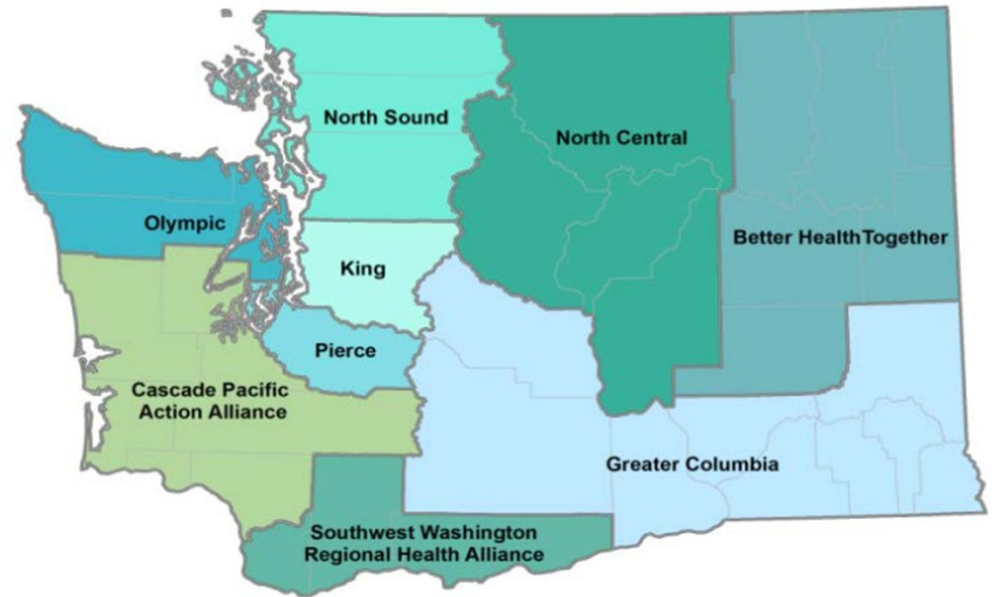 North Sound
North Central
Olympic
Better Health Together
King
Pierce
Cascade Pacific
Action Alliance
Greater Columbia
Southwest Washington
Regional Health Alliance